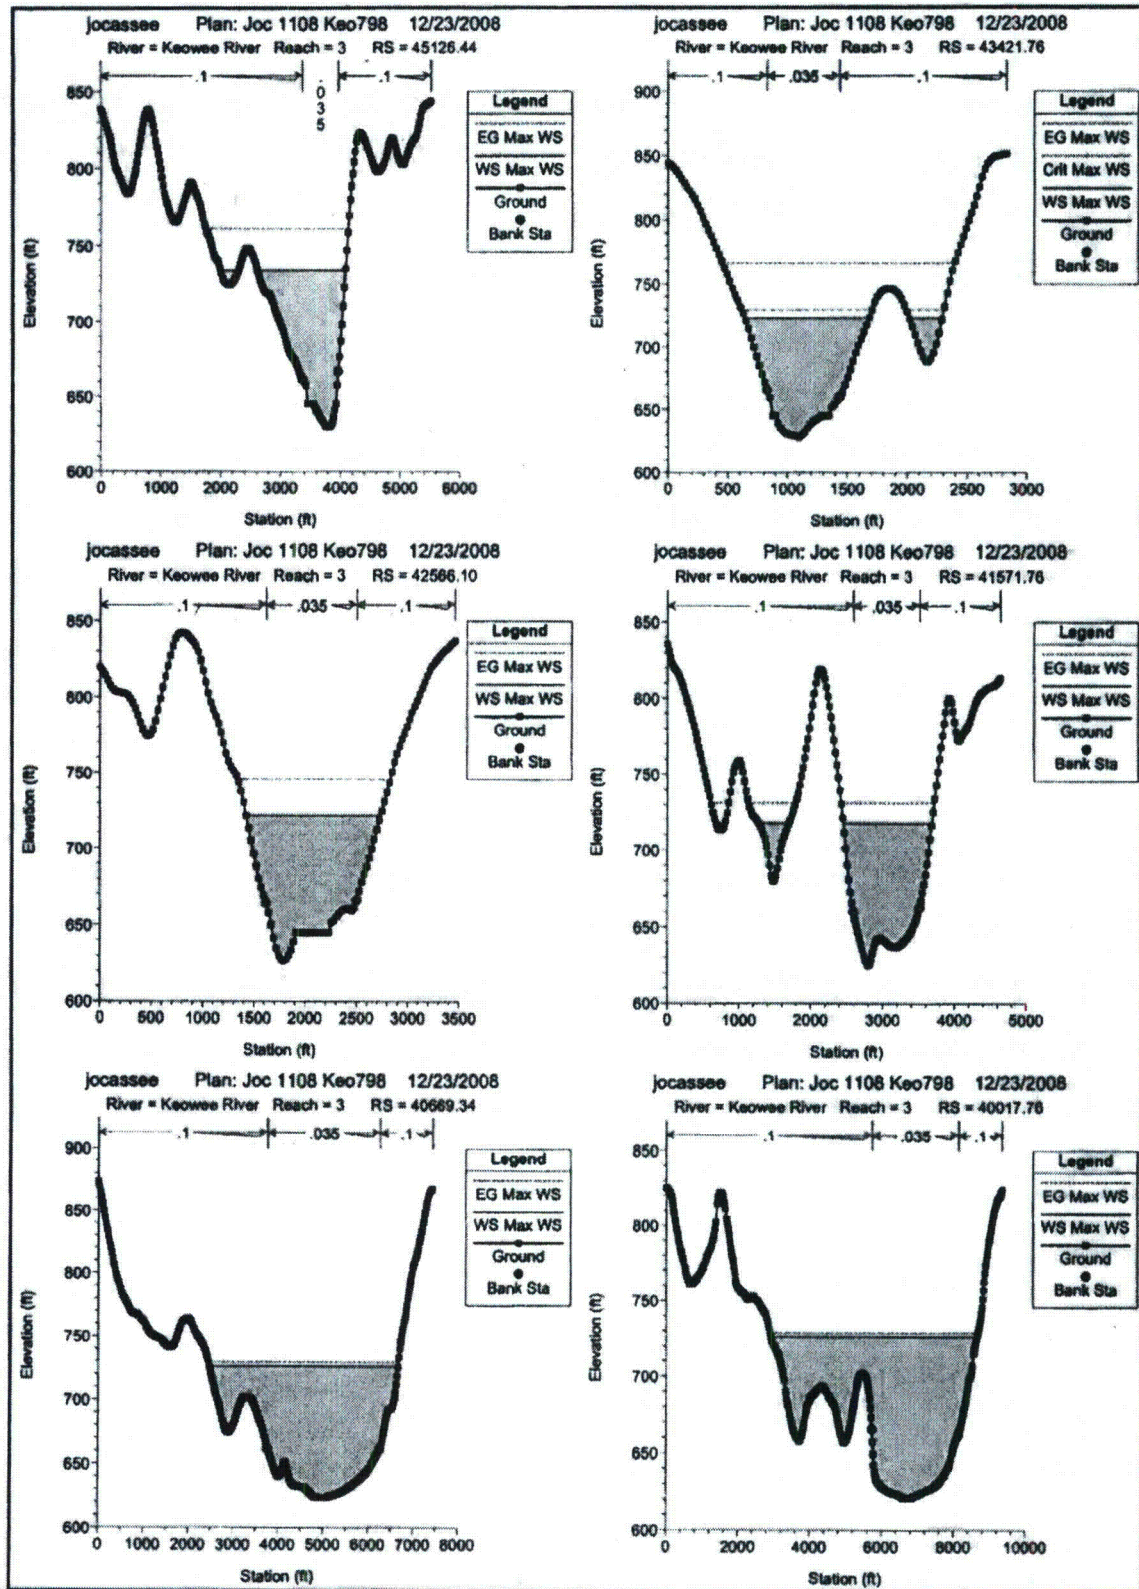 jocassee Plan: Joc 1108 Keo798 12/23/2008
River = Keowee River Reach = 3 RS = 45126.44
.1
.035
.1
850
800
750
700
650
600
Elevation (ft)
0 1000 2000 3000 4000 5000 6000
Station (ft)
Legend
EG Max WS
WS Max WS
Ground
Bank Sta
jocassee Plan: Joc 1108 Keo798 12/23/2008
River = Keowee River Reach = 3 RS = 43421.76
.1 .035 .1
900
850
800
750
700
650
600
Elevation (ft)
0 500 1000 1500 2000 2500 3000
Station (ft)
Legend
EG Max WS
Crit Max WS
WS Max WS
Ground
Bank Sta
jocassee Plan: Joc 1108 Keo798 12/23/2008
River = Keowee River Reach = 3 RS = 42566.10
.1 .035 .1
850
800
750
700
650
600
Elevation (ft)
0 500 1000 1500 2000 2500 3000 3500
Station (ft)
Legend
EG Max WS
WS Max WS
Ground
Bank Sta
jocassee Plan: Joc 1108 Keo798 12/23/2008
River = Keowee River Reach = 3 RS = 41571.76
.1 .035 .1
850
800
750
700
650
600
Elevation (ft)
0 1000 2000 3000 4000 5000
Station (ft)
Legend
EG Max WS
WS Max WS
Ground
Bank Sta
jocassee Plan: Joc 1108 Keo798 12/23/2008
River = Keowee River Reach = 3 RS = 40669.34
.1 .035 .1
900
850
800
750
700
650
600
Elevation (ft)
0 1000 2000 3000 4000 5000 6000 7000 8000
Station (ft)
Legend
EG Max WS
WS Max WS
Ground
Bank Sta
jocassee Plan: Joc 1108 Keo798 12/23/2008
River = Keowee River Reach = 3 RS = 40017.76
.1 .035 .1
850
800
750
700
650
600
Elevation (ft)
0 2000 4000 6000 8000 10000
Station (ft)
Legend
EG Max WS
WS Max WS
Ground
Bank Sta